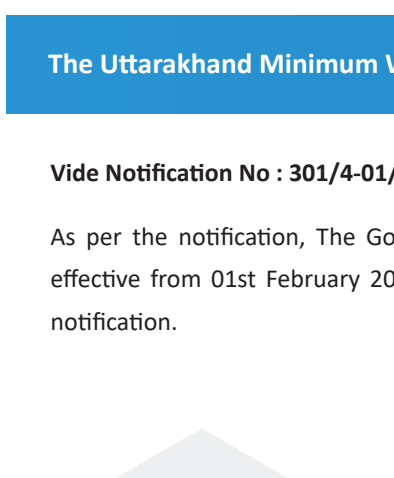 The Uttarakhand Minimum
Vide Notification No : 301/4-01/
As per the notification, The Go
effective from 01st February 20
notification.